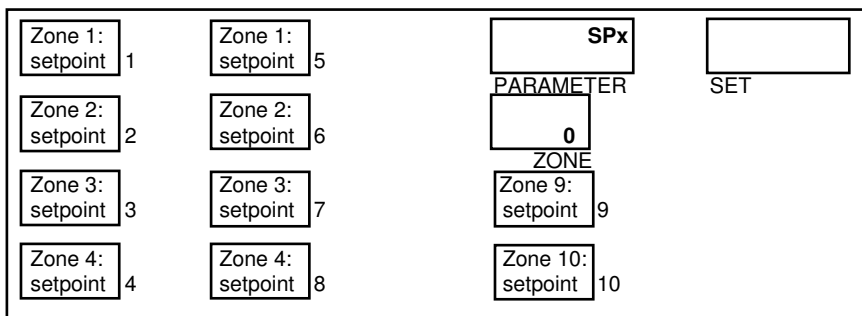 Zone 1:
setpoint 1
Zone 1:
setpoint 5
SPx
PARAMETER
SET
Zone 2:
setpoint 2
Zone 2:
setpoint 6
0
ZONE
Zone 3:
setpoint 3
Zone 3:
setpoint 7
Zone 9:
setpoint 9
Zone 4:
setpoint 4
Zone 4:
setpoint 8
Zone 10:
setpoint 10